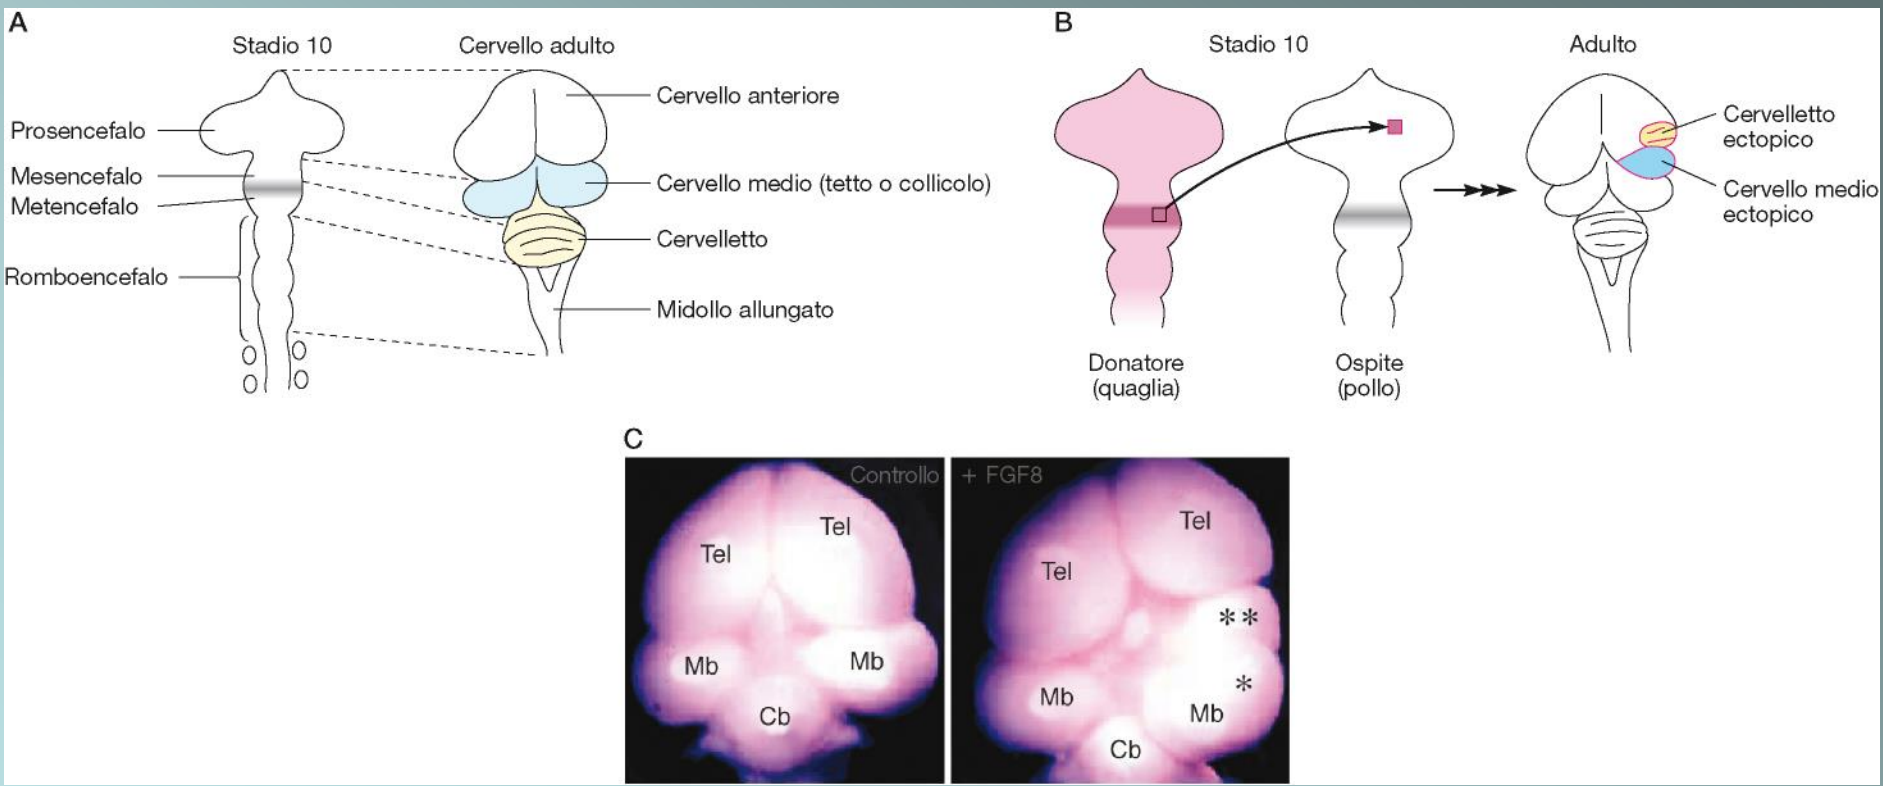 A
Stadio 10
Cervello adulto
Prosencefalo
Mesencefalo
Metencefalo
Romboencefalo
Cervello anteriore
Cervello medio (tetto o collicolo)
Cervelletto
Midollo allungato
B
Stadio 10
Adulto
Cervelletto
ectopico
Cervello medio
ectopico
Donatore
(quaglia)
Ospite
(pollo)
C
Controllo
Tel
Tel
Mb
Mb
Cb
+ FGF8
Tel
Tel
**
*
Mb
Mb
Cb